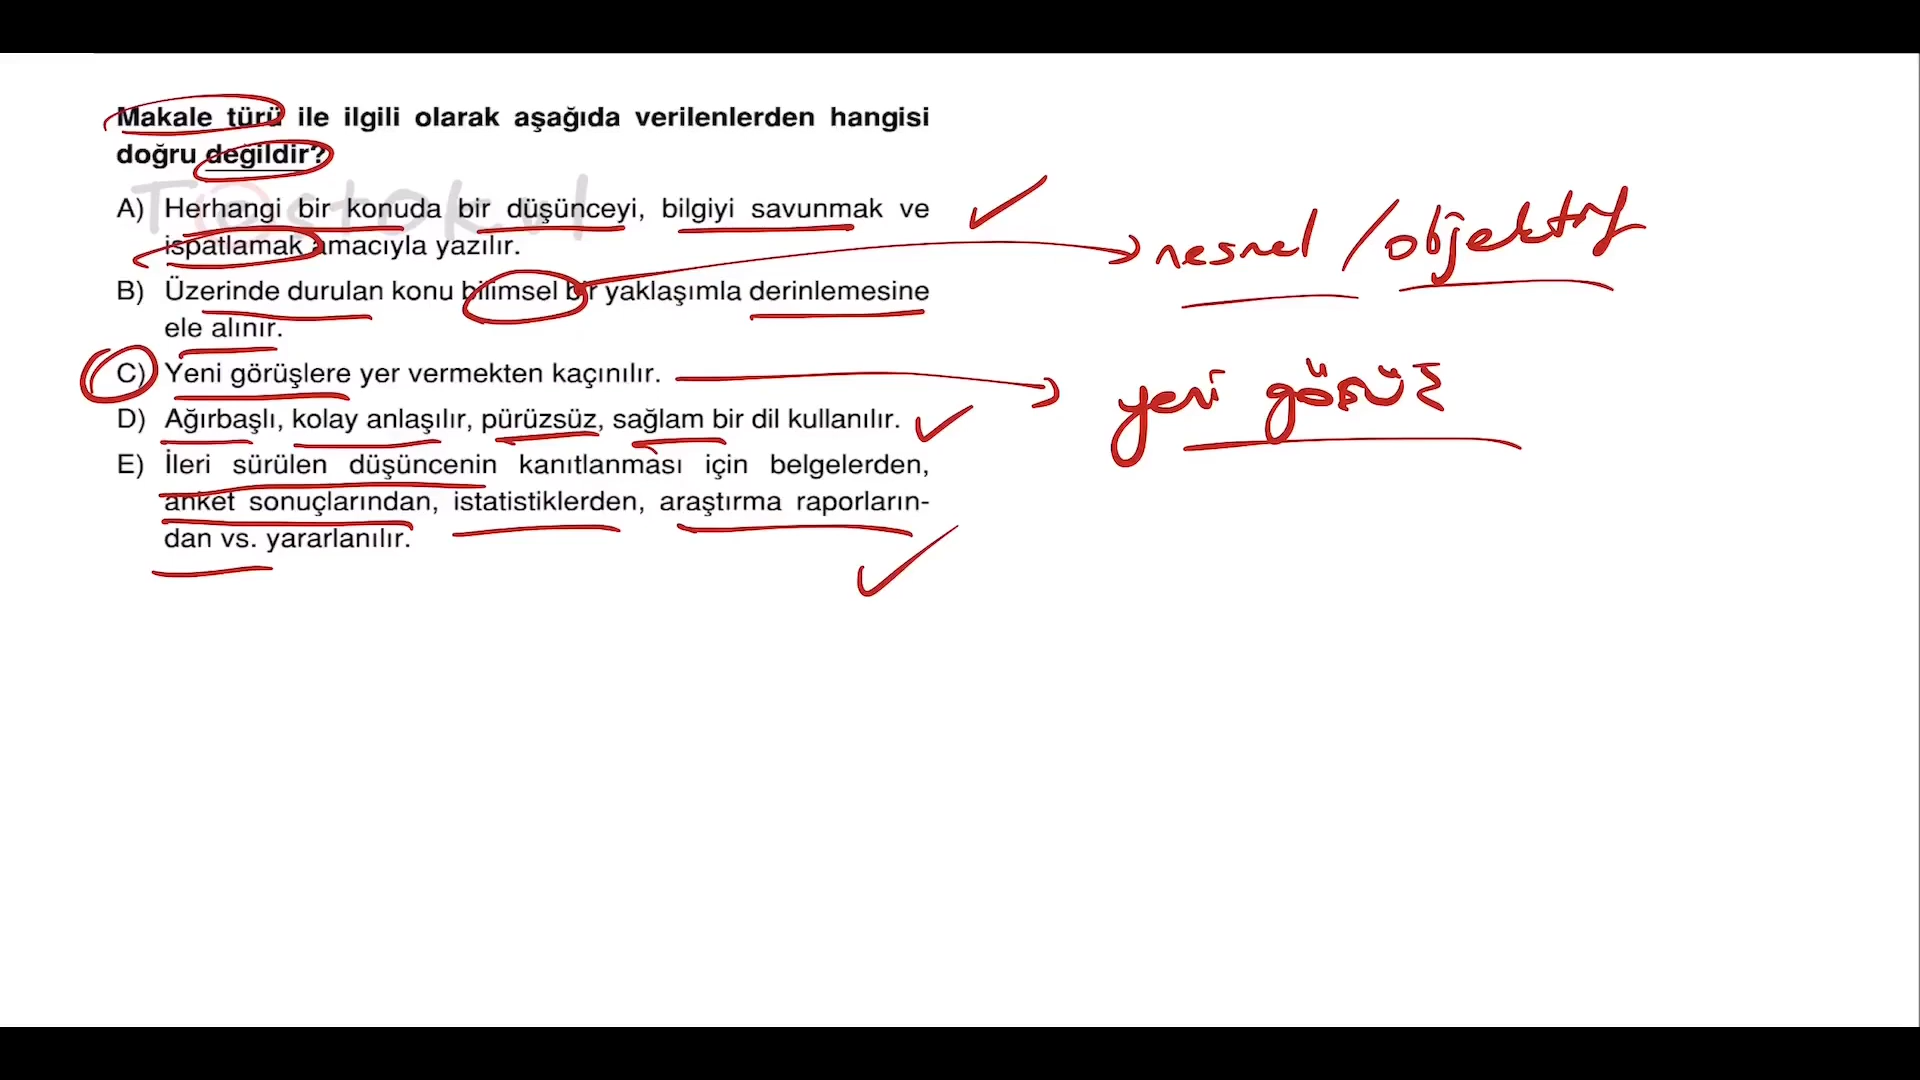 Makale türü ile ilgili olarak aşağıda verilenlerden hangisi
doğru değildir?
A) Herhangi bir konuda bir düşünceyi, bilgiyi savunmak ve
ispatlamak amacıyla yazılır.
B) Üzerinde durulan konu bilimsel bir yaklaşımla derinlemesine
ele alınır.
C) Yeni görüşlere yer vermekten kaçınılır.
D) Ağırbaşlı, kolay anlaşılır, pürüzsüz, sağlam bir dil kullanılır.
E) İleri sürülen düşüncenin kanıtlanması için belgelerden,
anket sonuçlarından, istatistiklerden, araştırma raporların-
dan vs. yararlanılır.
nesnel / objektif
yeni görüş